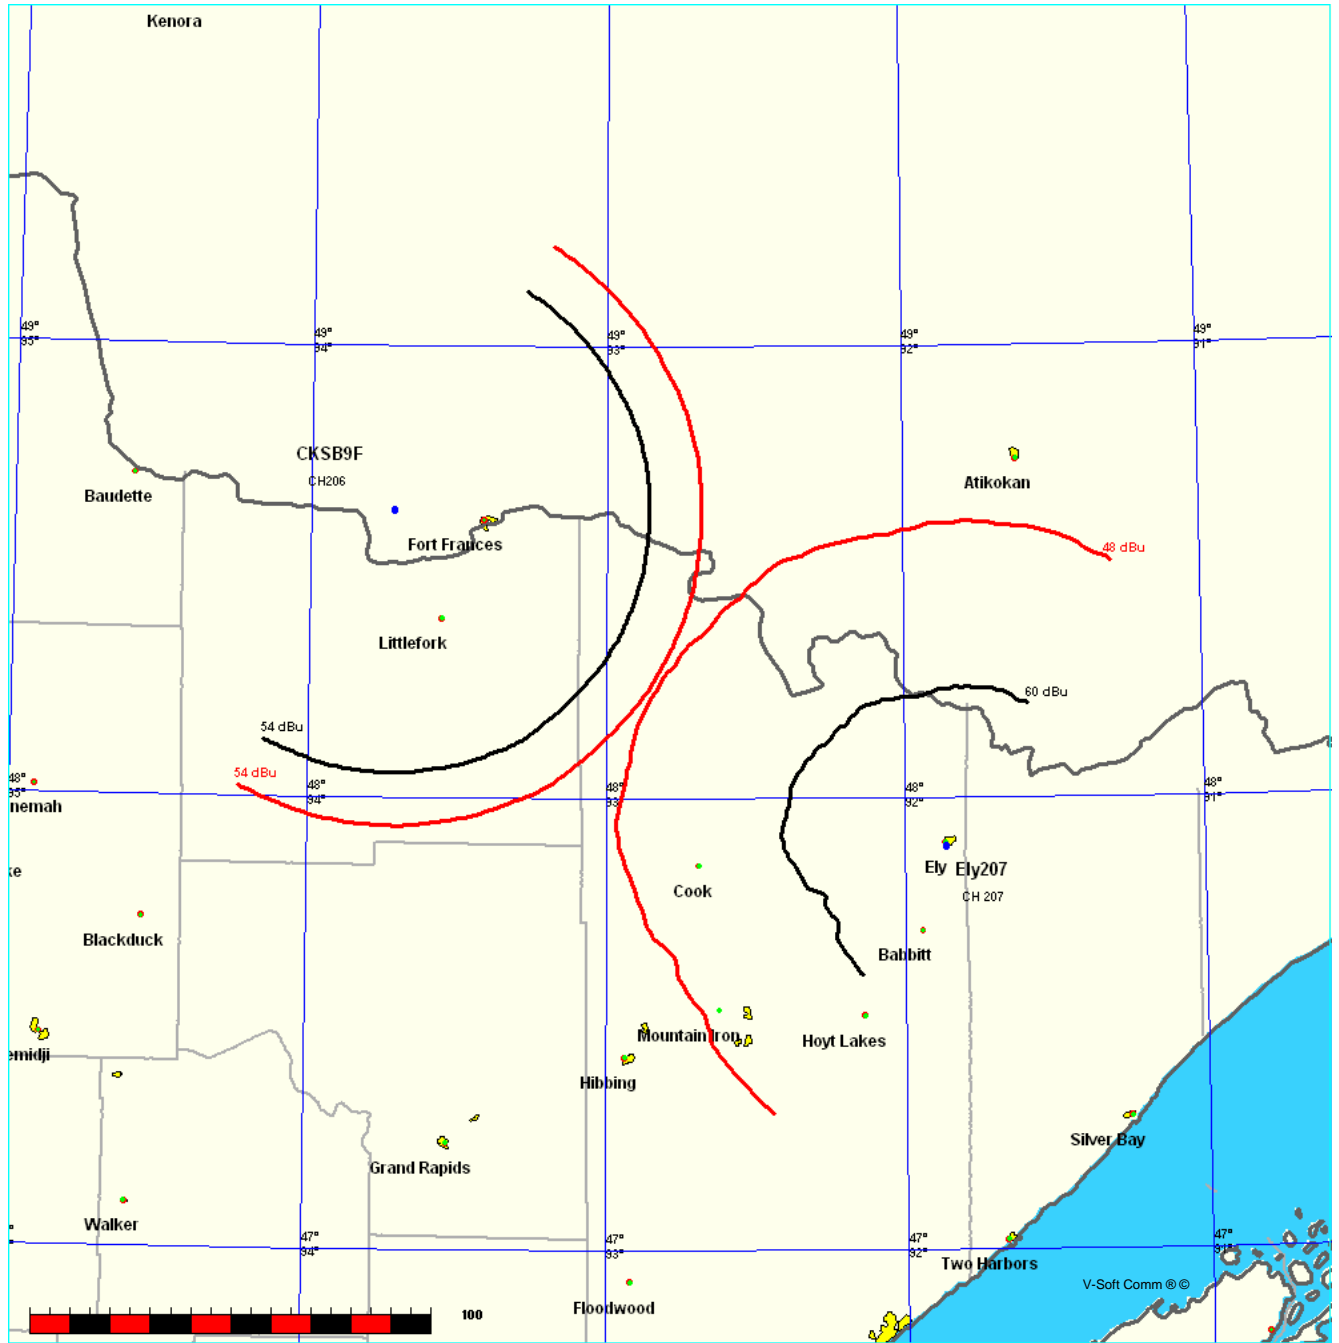 Kenora
49°
95°
49°
94°
49°
93°
49°
92°
49°
91°
CKSB9F
CH206
Baudette
Fort Frances
Atikokan
48 dBu
Littlefork
60 dBu
54 dBu
54 dBu
48°
95°
48°
94°
48°
93°
48°
92°
48°
91°
nemah
ke
Cook
Ely
Ely207
CH 207
Blackduck
Babbitt
emidji
Mountain Iron
Hoyt Lakes
Hibbing
Silver Bay
Grand Rapids
Walker
47°
94°
47°
93°
47°
92°
47°
91°
Two Harbors
V-Soft Comm ® ©
Floodwood
100